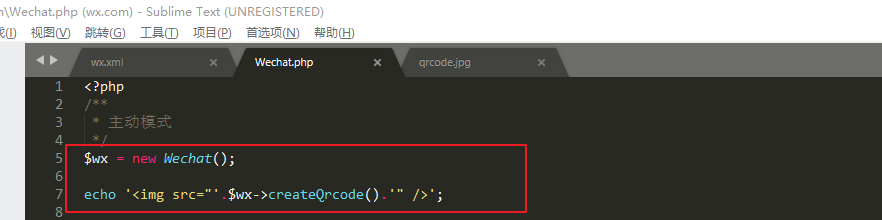 n\Wechat.php (wx.com) - Sublime Text (UNREGISTERED)
(I) 视图(V) 跳转(G) 工具(T) 项目(P) 首选项(N) 帮助(H)
wx.xml × Wechat.php × qrcode.jpg ×
1 <?php
2 /**
3  * 主动模式
4  */
5 $wx = new Wechat();
6
7 echo '<img src="'.$wx->createQrcode().'" />';
8